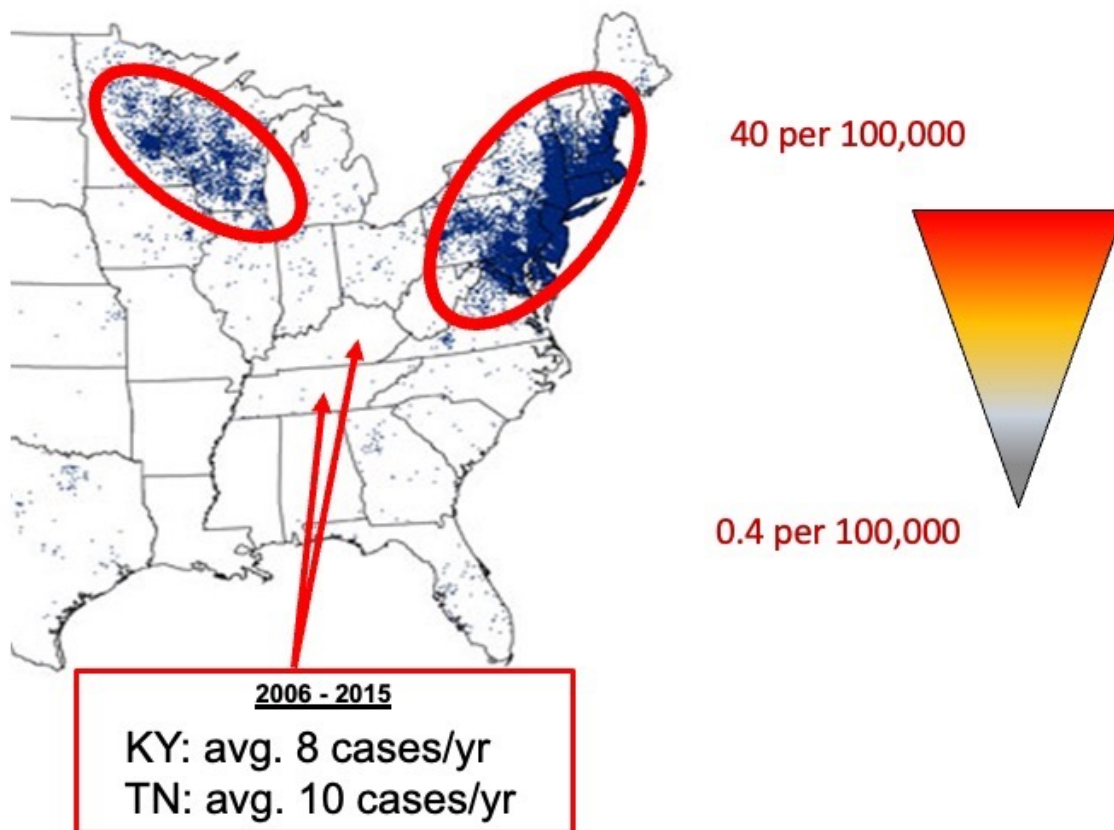 40 per 100,000
0.4 per 100,000
2006 - 2015
KY: avg. 8 cases/yr
TN: avg. 10 cases/yr